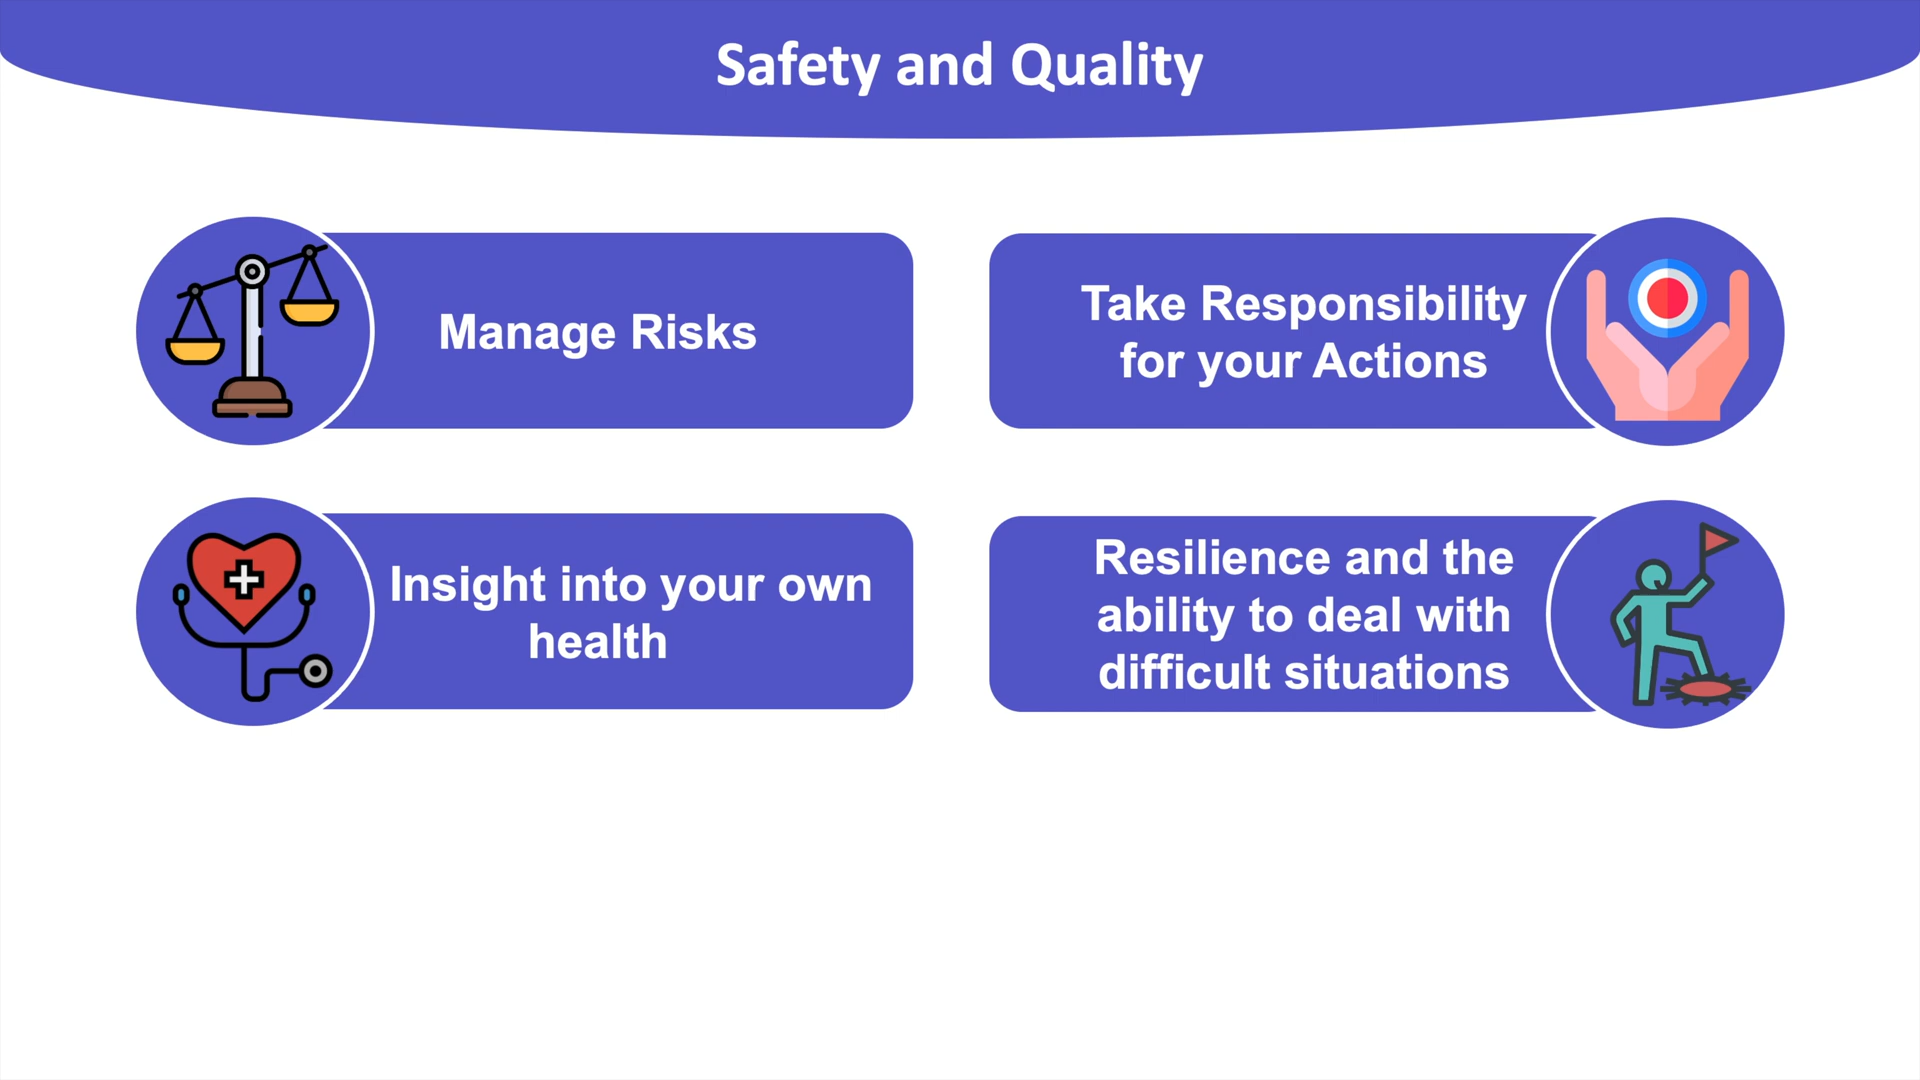 Safety and Quality
Manage Risks
Take Responsibility
for your Actions
Insight into your own
health
Resilience and the
ability to deal with
difficult situations